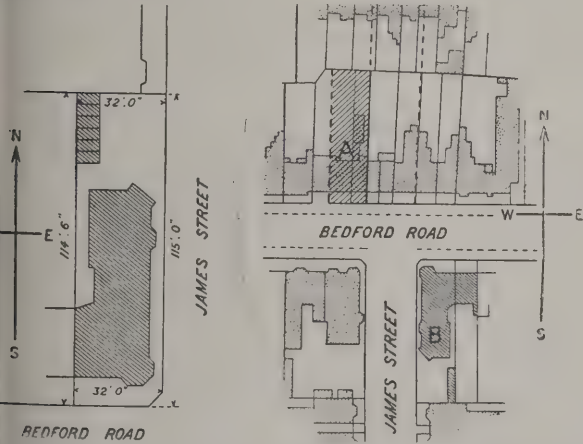 32'.0"
N
E
S
114'.6"
115'.0"
JAMES STREET
32'0"
BEDFORD ROAD
A
N
W
E
BEDFORD ROAD
B
S
JAMES STREET